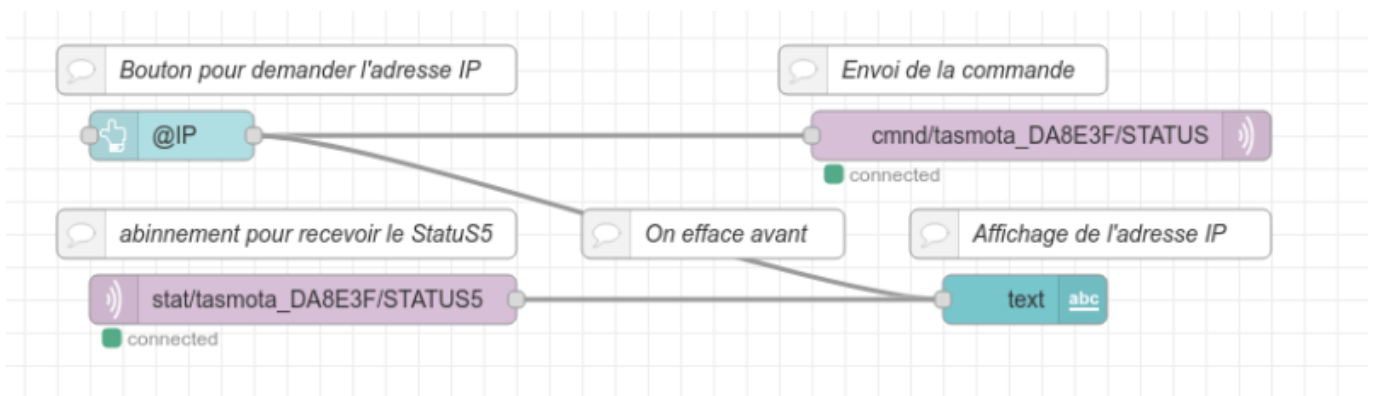 Bouton pour demander l'adresse IP
Envoi de la commande
@IP
cmnd/tasmota_DA8E3F/STATUS
connected
abinnement pour recevoir le StatuS5
On efface avant
Affichage de l'adresse IP
stat/tasmota_DA8E3F/STATUS5
text
abc
connected